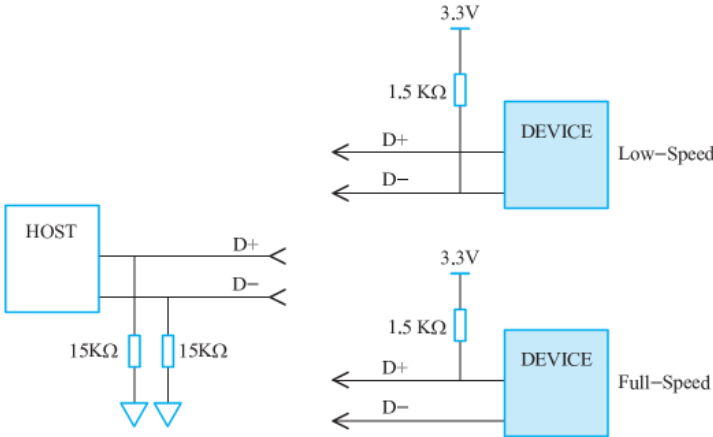 3.3V
1.5 KΩ
DEVICE
D+
Low−Speed
D−
HOST
D+
D−
15KΩ
15KΩ
3.3V
1.5 KΩ
DEVICE
D+
Full−Speed
D−